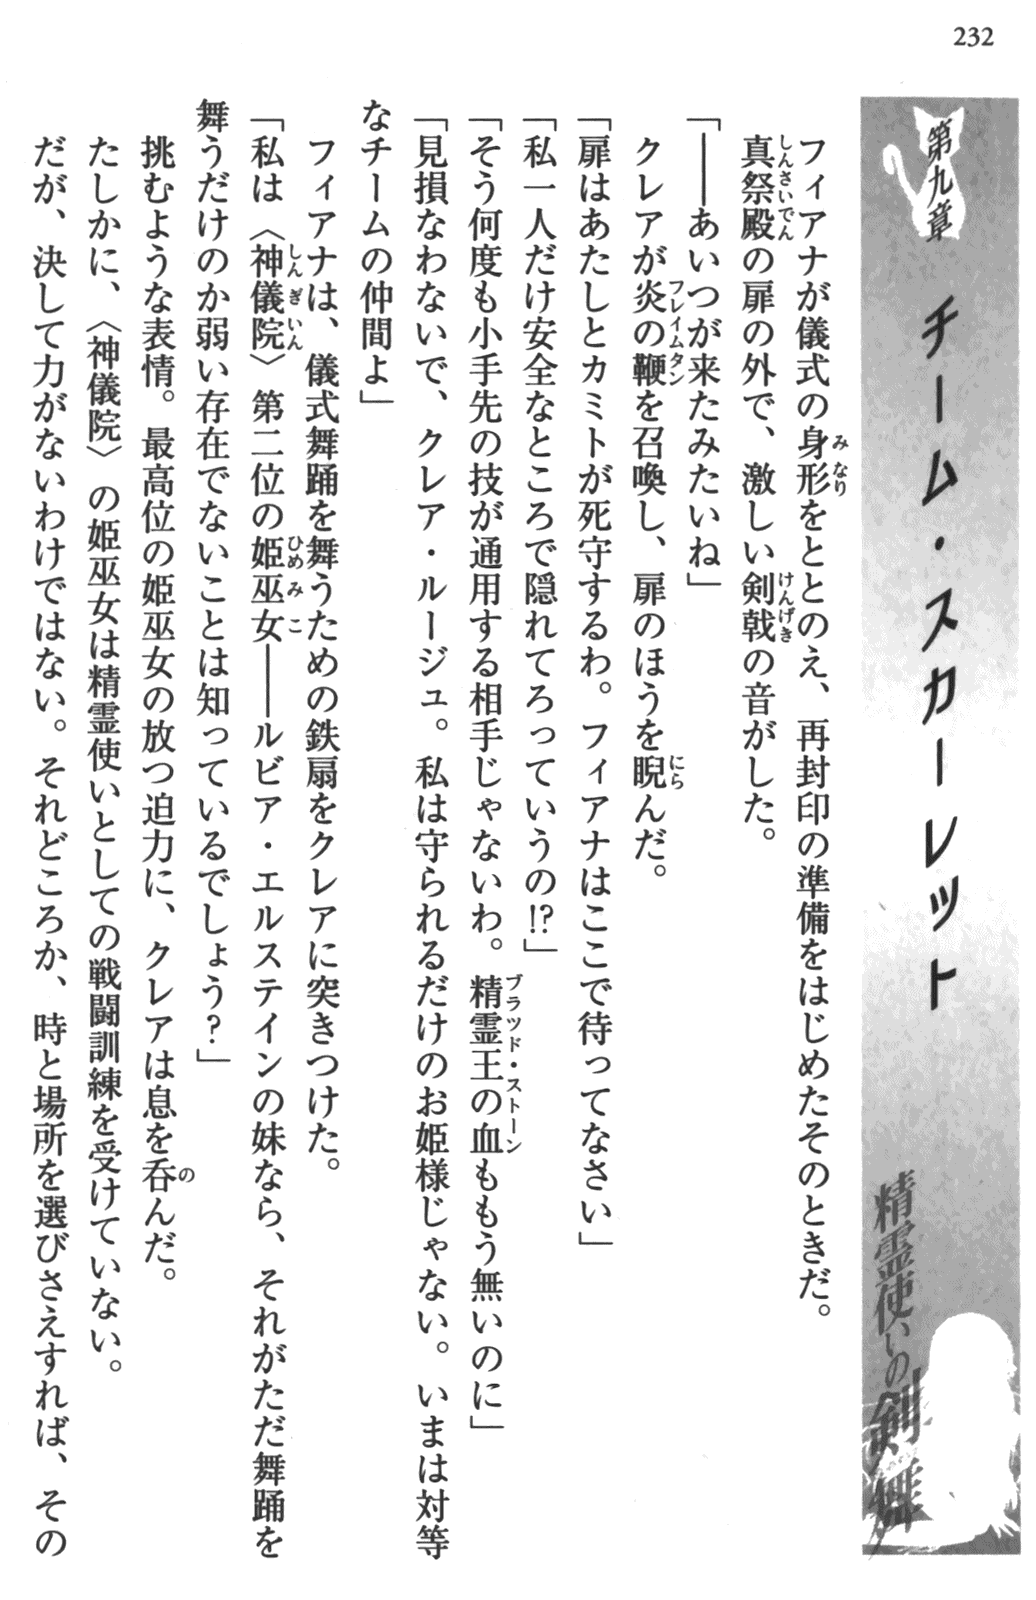 232
第九章 チーム・スカーレット
精霊使いの剣舞
フィアナが儀式の身形をととのえ、再封印の準備をはじめたそのときだ。
真祭殿の扉の外で、激しい剣戟の音がした。
「――あいつが来たみたいね」
クレアが炎の鞭を召喚し、扉のほうを睨んだ。
「扉はあたしとカミトが死守するわ。フィアナはここで待ってなさい」
「私一人だけ安全なところで隠れてろっていうの!?」
「そう何度も小手先の技が通用する相手じゃないわ。精霊王の血ももう無いのに」
「見損なわないで、クレア・ルージュ。私は守られるだけのお姫様じゃない。いまは対等
なチームの仲間よ」
フィアナは、儀式舞踊を舞うための鉄扇をクレアに突きつけた。
「私は〈神儀院〉第二位の姫巫女――ルビア・エルステインの妹なら、それがただ舞踊を
舞うだけのか弱い存在でないことは知っているでしょう？」
挑むような表情。最高位の姫巫女の放つ迫力に、クレアは息を呑んだ。
たしかに、〈神儀院〉の姫巫女は精霊使いとしての戦闘訓練を受けていない。
だが、決して力がないわけではない。それどころか、時と場所を選びさえすれば、その